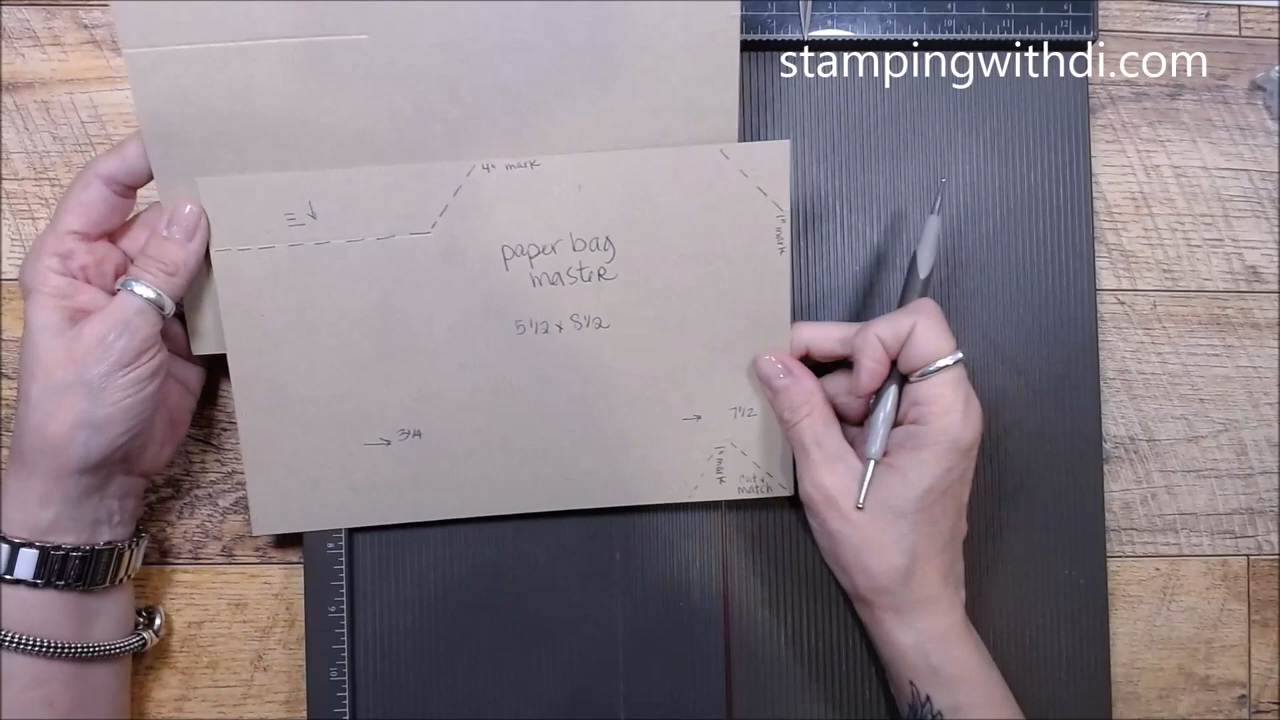 stampingwithdi.com
4" mark
1" mark
paper bag
master
5 1/2 x 8 1/2
7 1/2
3 1/4
1" mark
cut &
match